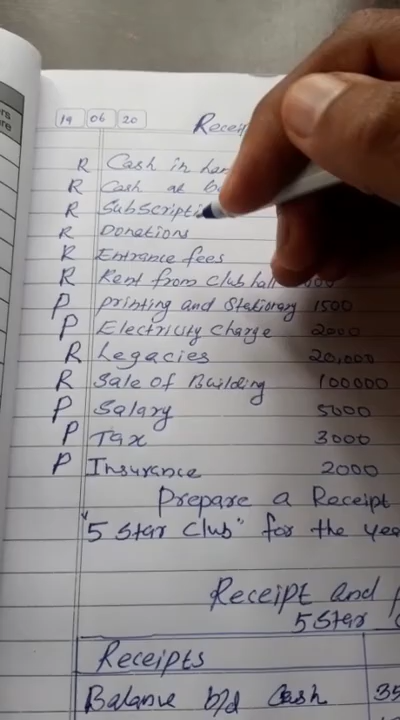 19 06 20
Receip
R Cash in han
R Cash at b
R Subscripti
R Donations
R Entrance fees
R Rent from club hall
P printing and Stationary 1500
P Electricity charge 2000
R Legacies 20,000
R Sale of Building 100000
P Salary 5000
P Tax 3000
P Insurance 2000
Prepare a Receipt
"5 Star Club" for the yea
Receipt and
5 Star
Receipts
Balance b/d Cash 35